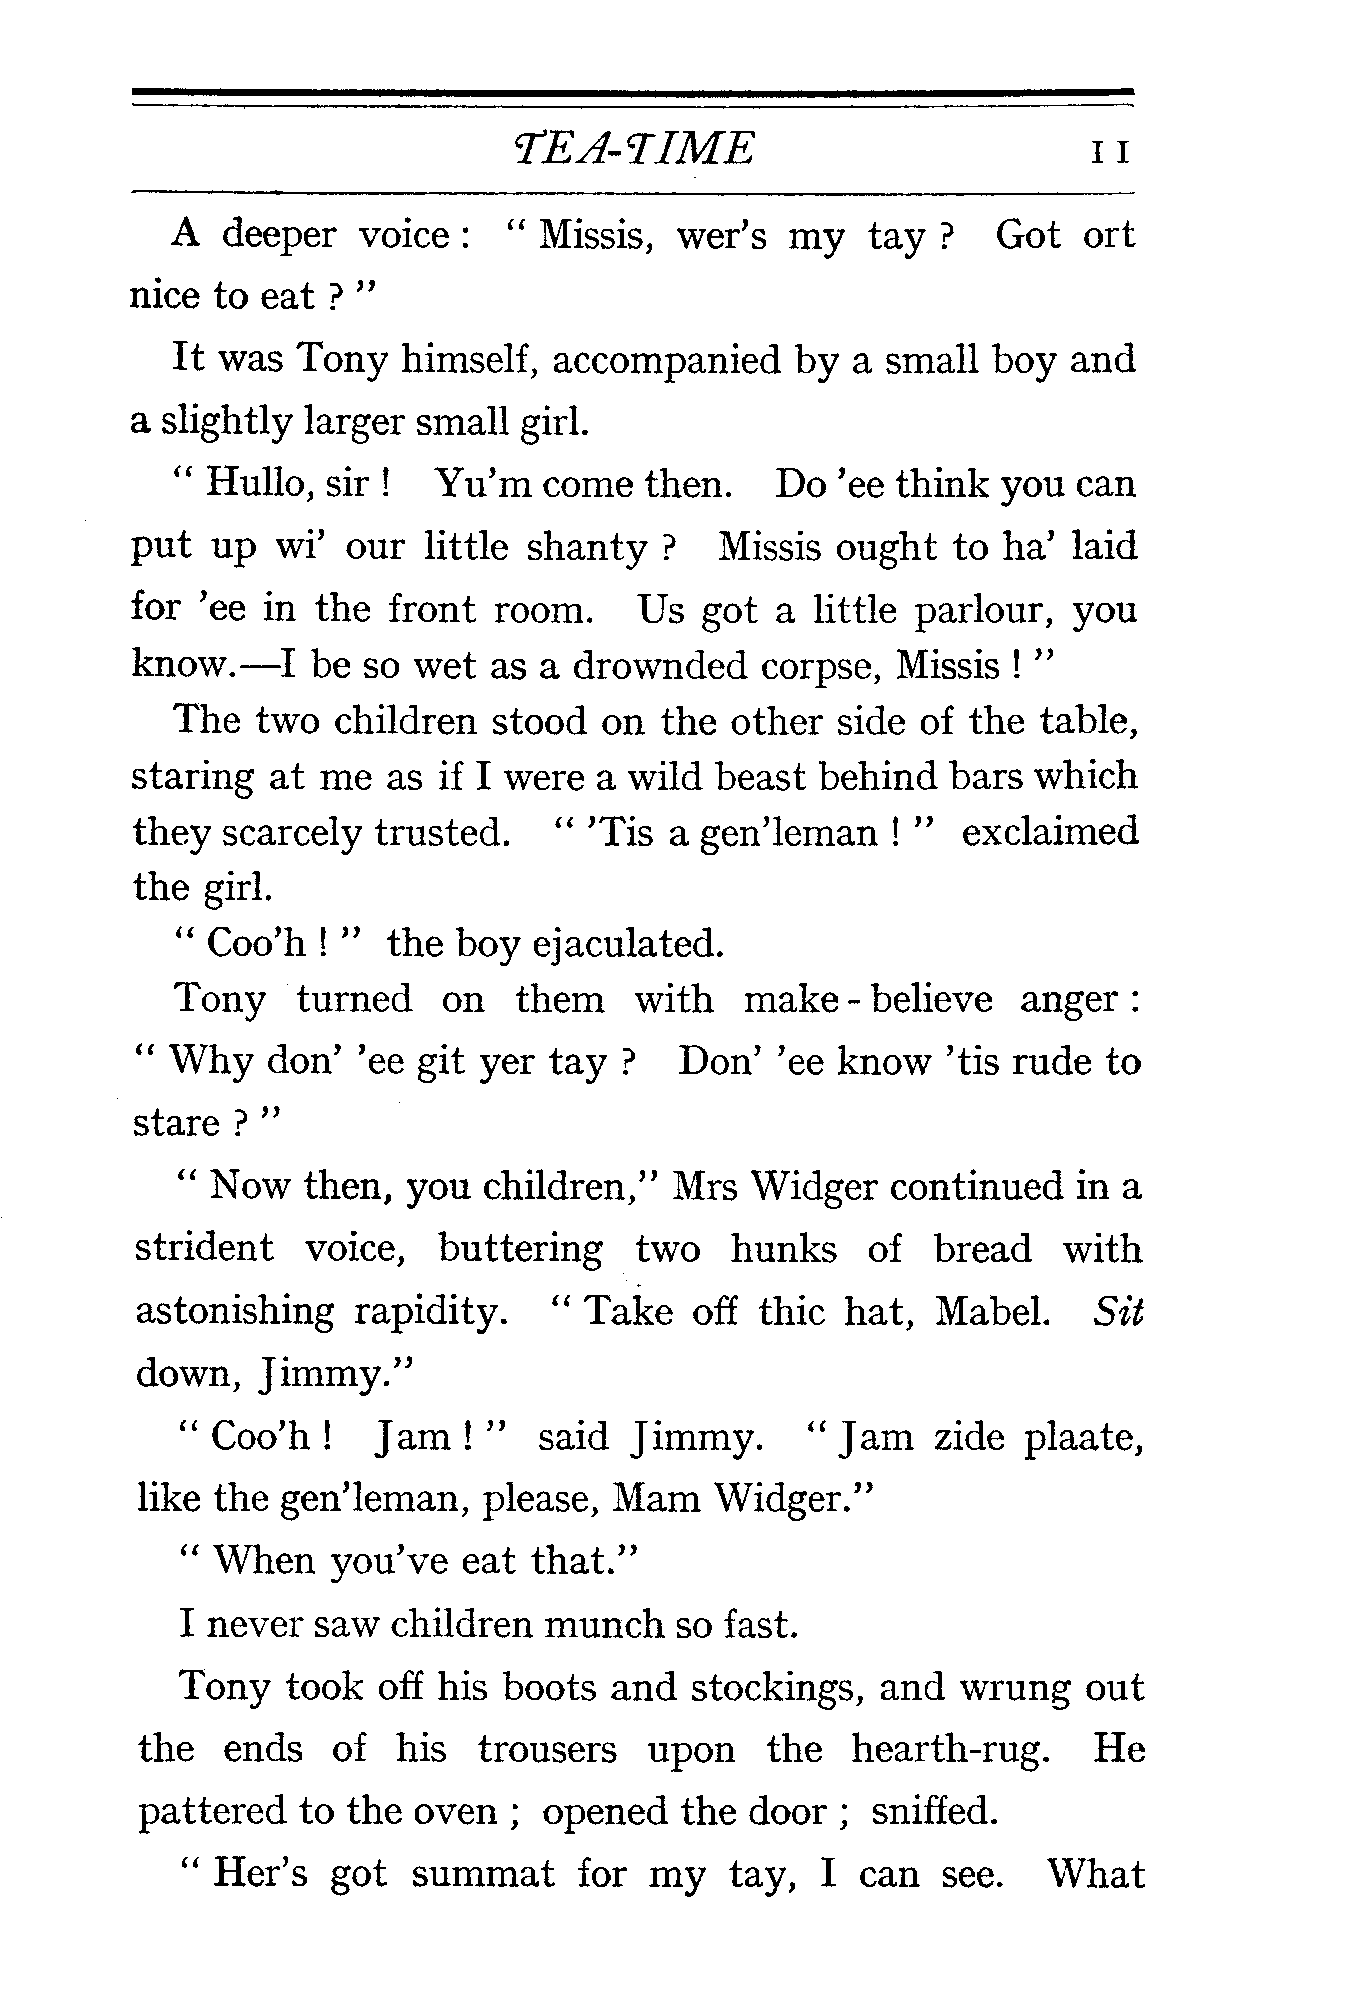 TEA-TIME 11
A deeper voice : " Missis, wer's my tay ? Got ort
nice to eat ? "
It was Tony himself, accompanied by a small boy and
a slightly larger small girl.
" Hullo, sir ! Yu'm come then. Do 'ee think you can
put up wi' our little shanty ? Missis ought to ha' laid
for 'ee in the front room. Us got a little parlour, you
know.—I be so wet as a drownded corpse, Missis ! "
The two children stood on the other side of the table,
staring at me as if I were a wild beast behind bars which
they scarcely trusted. " 'Tis a gen'leman ! " exclaimed
the girl.
" Coo'h ! " the boy ejaculated.
Tony turned on them with make-believe anger :
" Why don' 'ee git yer tay ? Don' 'ee know 'tis rude to
stare ? "
" Now then, you children," Mrs Widger continued in a
strident voice, buttering two hunks of bread with
astonishing rapidity. " Take off thic hat, Mabel. Sit
down, Jimmy."
" Coo'h ! Jam ! " said Jimmy. " Jam zide plaate,
like the gen'leman, please, Mam Widger."
" When you've eat that."
I never saw children munch so fast.
Tony took off his boots and stockings, and wrung out
the ends of his trousers upon the hearth-rug. He
pattered to the oven ; opened the door ; sniffed.
" Her's got summat for my tay, I can see. What